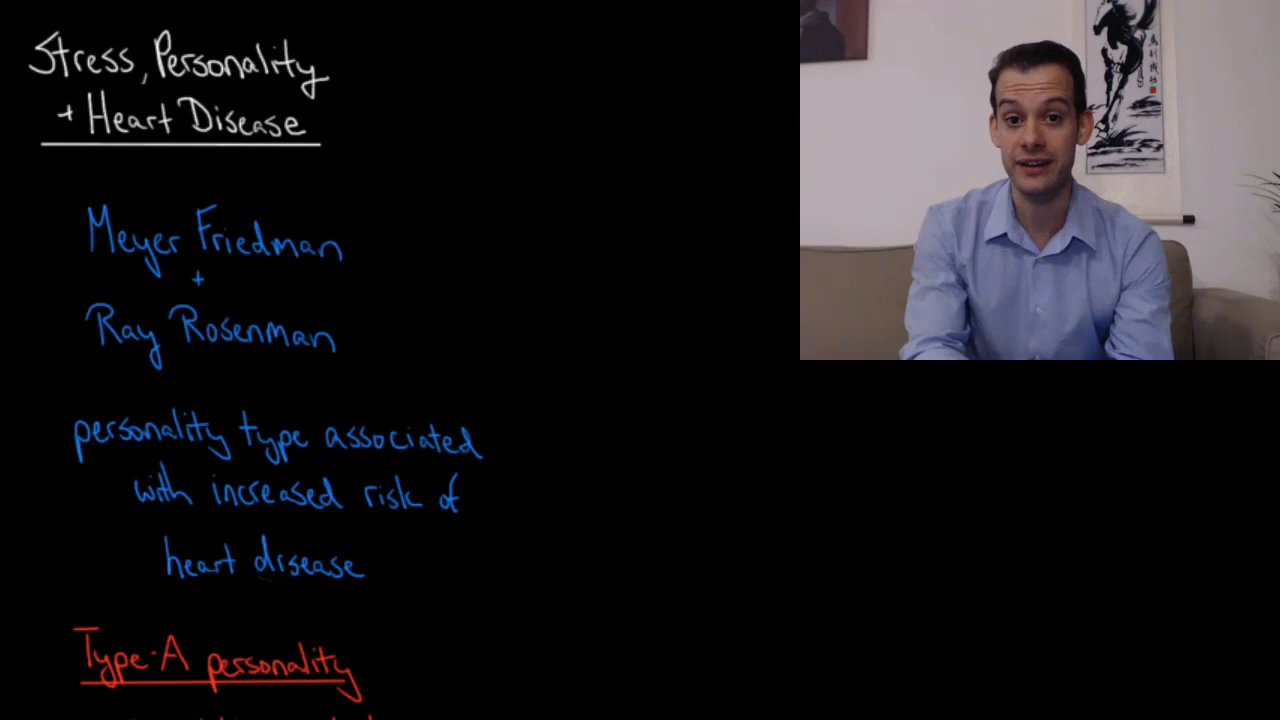 Stress, Personality
+ Heart Disease
Meyer Friedman
+
Ray Rosenman
personality type associated
with increased risk of
heart disease
Type-A personality